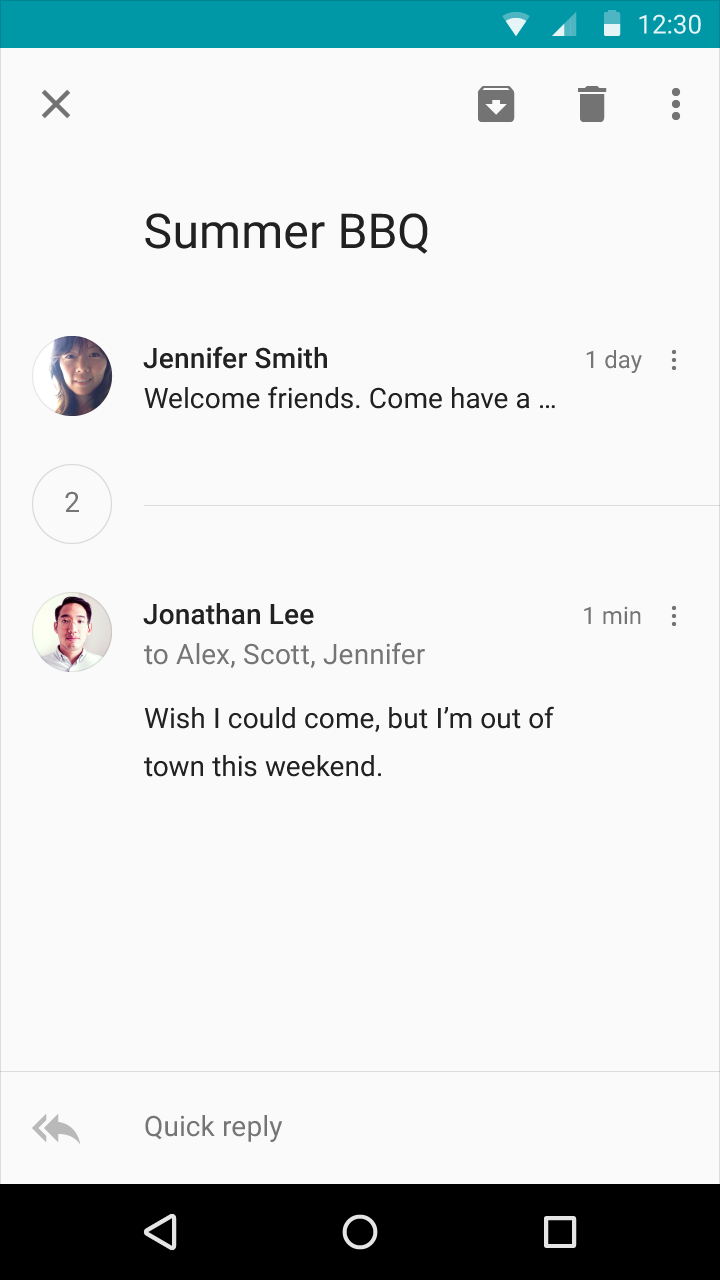 12:30
Summer BBQ
Jennifer Smith 1 day
Welcome friends. Come have a ...
2
Jonathan Lee 1 min
to Alex, Scott, Jennifer
Wish I could come, but I’m out of
town this weekend.
Quick reply